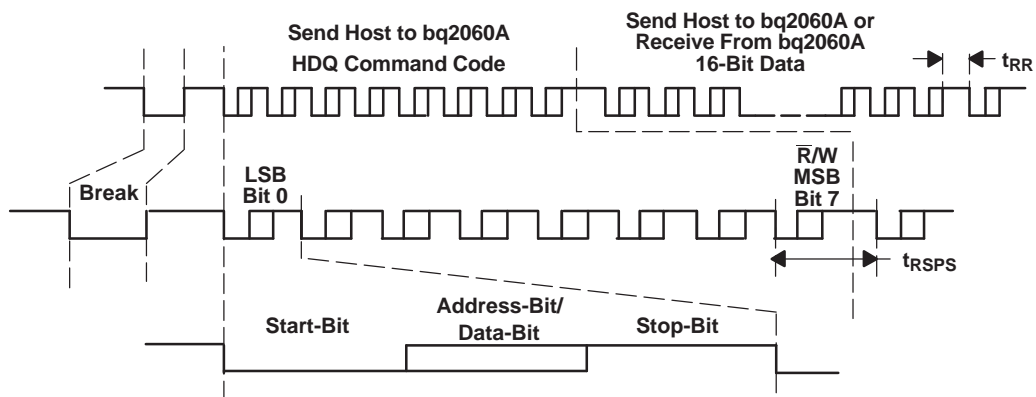 Send Host to bq2060A
HDQ Command Code
Send Host to bq2060A or
Receive From bq2060A
16-Bit Data
tRR
Break
LSB
Bit 0
R̅/W
MSB
Bit 7
tRSPS
Start-Bit
Address-Bit/
Data-Bit
Stop-Bit